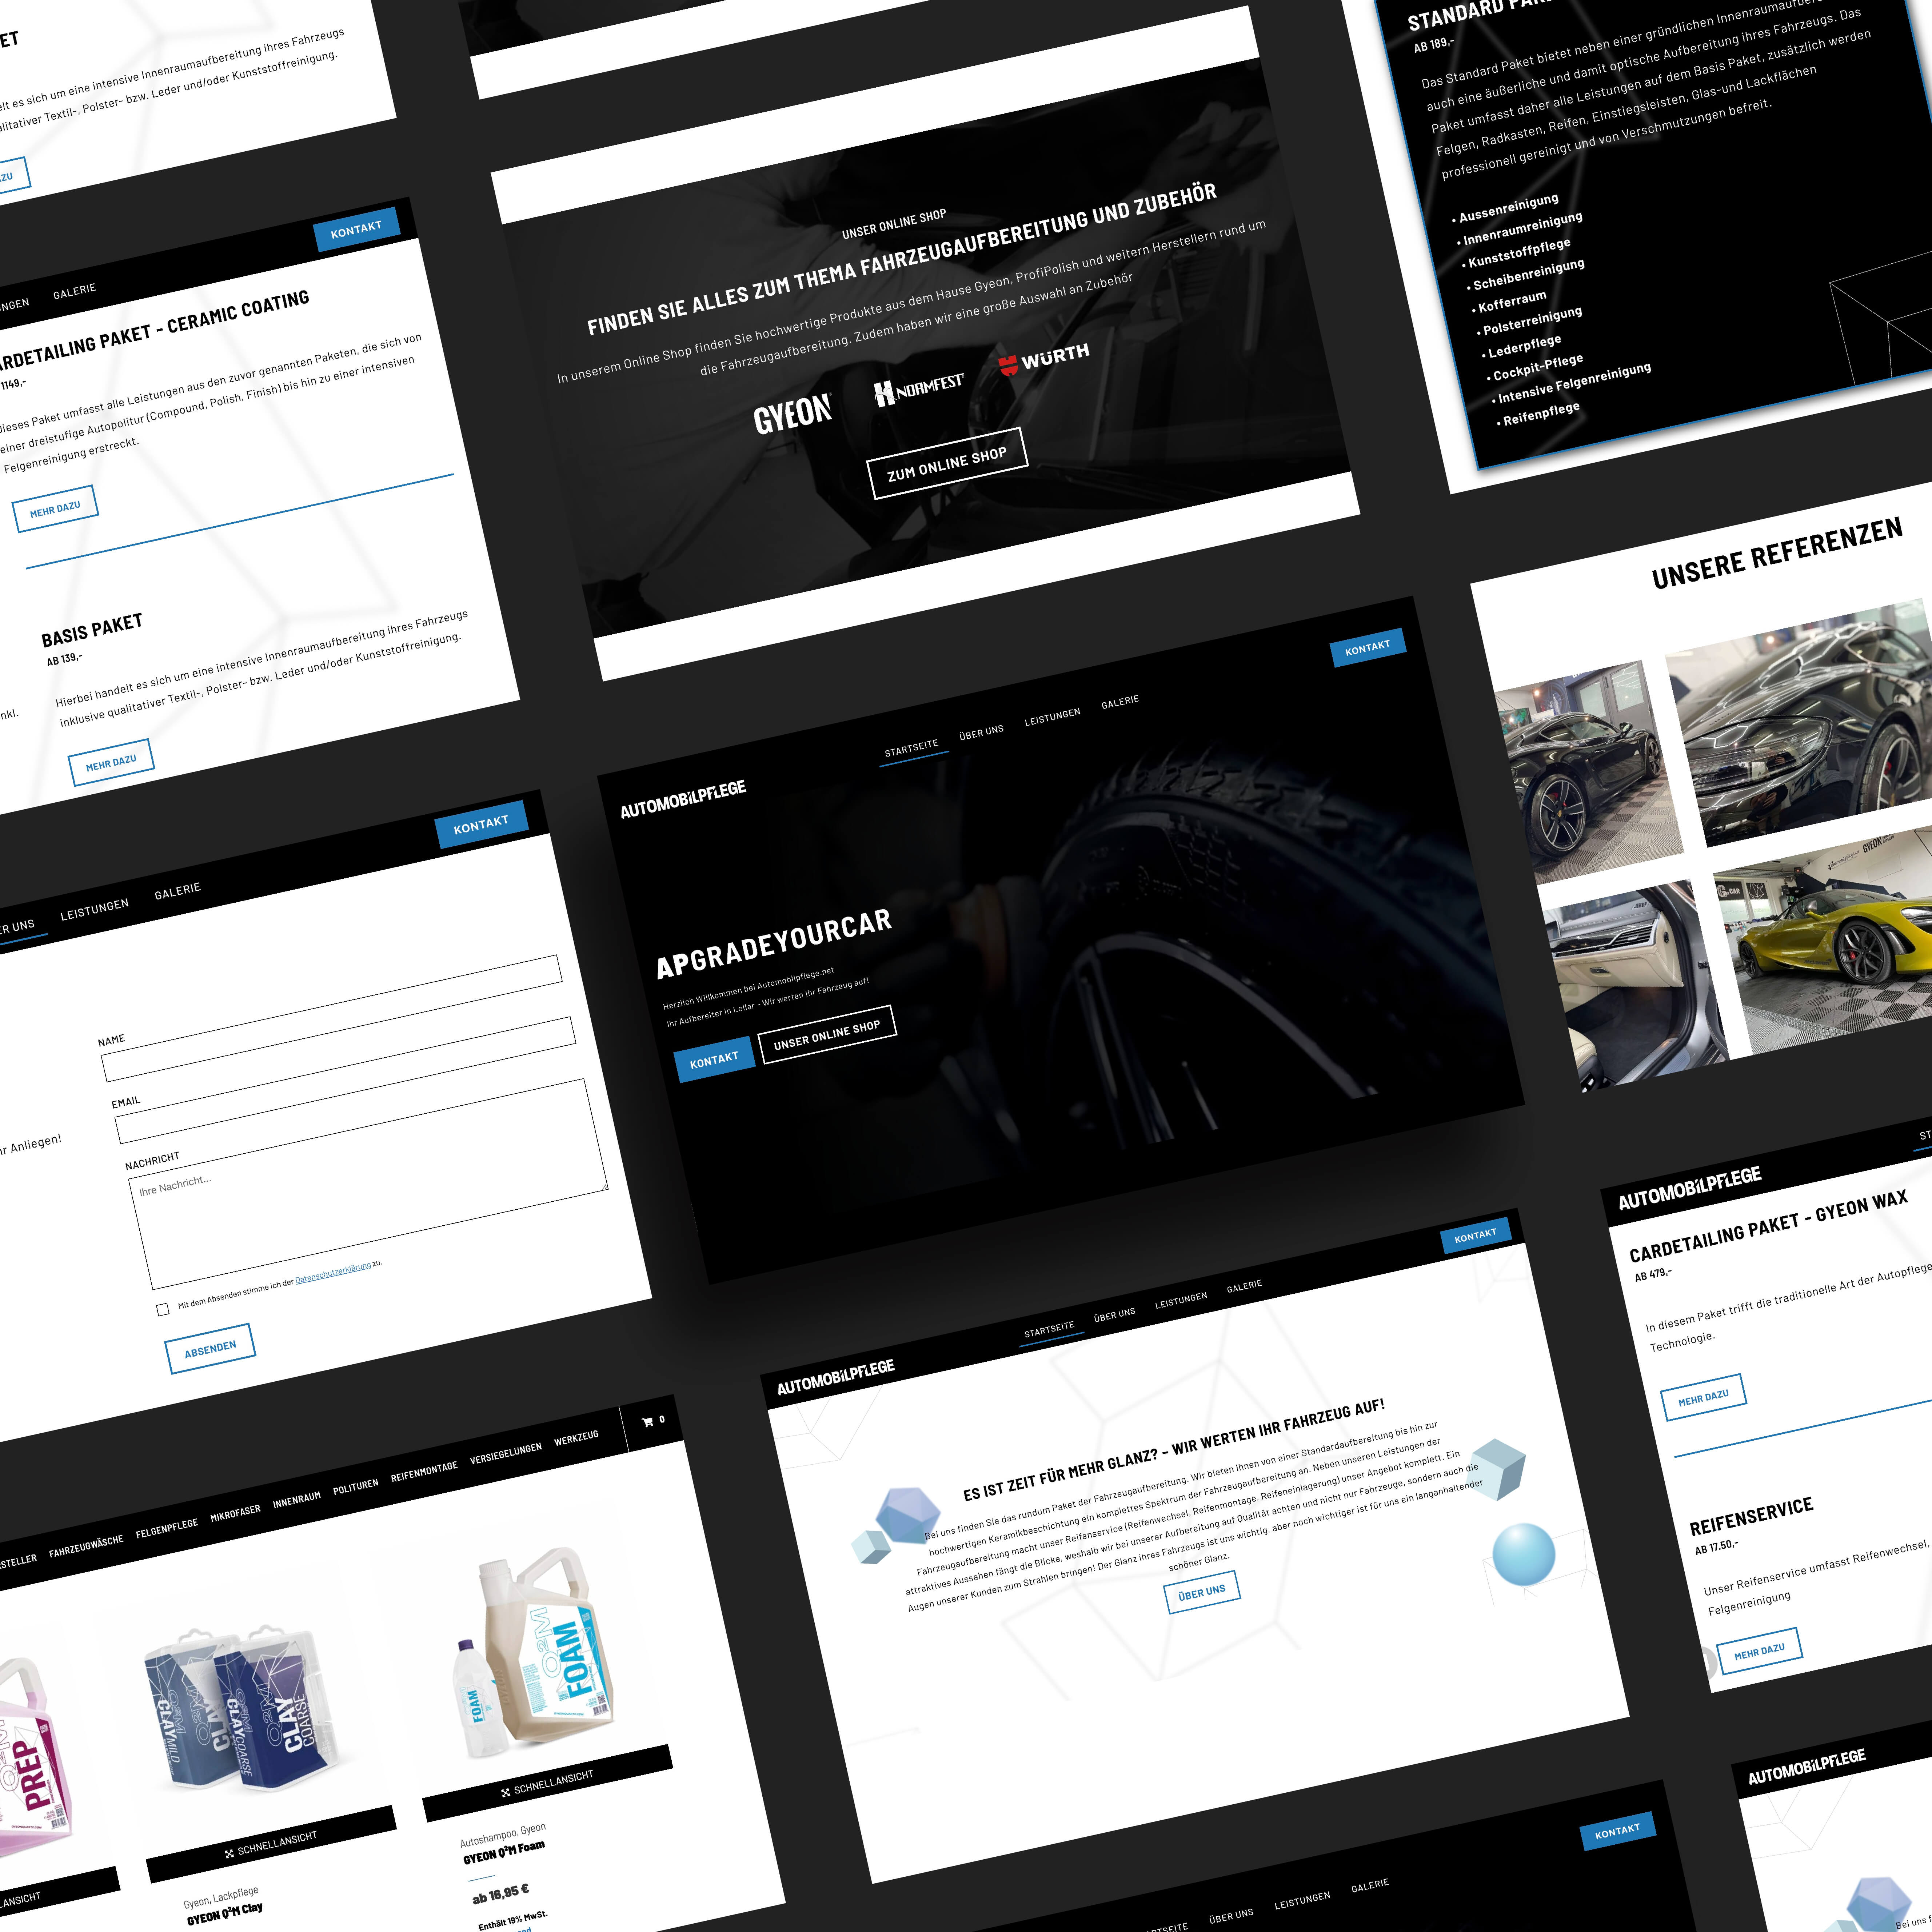 ET
elt es sich um eine intensive Innenraumaufbereitung ihres Fahrzeugs
alitativer Textil-, Polster- bzw. Leder und/oder Kunststoffreinigung.
ZU
KONTAKT
NGEN GALERIE
ARDETAILING PAKET - CERAMIC COATING
1149,-
Dieses Paket umfasst alle Leistungen aus den zuvor genannten Paketen, die sich von
einer dreistufige Autopolitur (Compound, Polish, Finish) bis hin zu einer intensiven
Felgenreinigung erstreckt.
MEHR DAZU
nkl.
BASIS PAKET
AB 139,-
Hierbei handelt es sich um eine intensive Innenraumaufbereitung ihres Fahrzeugs
inklusive qualitativer Textil-, Polster- bzw. Leder und/oder Kunststoffreinigung.
MEHR DAZU
KONTAKT
ER UNS LEISTUNGEN GALERIE
r Anliegen!
NAME
EMAIL
NACHRICHT
Ihre Nachricht...
Mit dem Absenden stimme ich der Datenschutzerklärung zu.
ABSENDEN
0
STELLER FAHRZEUGWÄSCHE FELGENPFLEGE MIKROFASER INNENRAUM POLITUREN REIFENMONTAGE VERSIEGELUNGEN WERKZEUG
PREP
CLAY MILD
CLAY COARSE
CLAY COARSE
FOAM
FOAM
LANSICHT
SCHNELLANSICHT
SCHNELLANSICHT
Gyeon, Lackpflege
GYEON Q²M Clay
Autoshampoo, Gyeon
GYEON Q²M Foam
ab 16,95 €
Enthält 19% MwSt.
UNSER ONLINE SHOP
FINDEN SIE ALLES ZUM THEMA FAHRZEUGAUFBEREITUNG UND ZUBEHÖR
In unserem Online Shop finden Sie hochwertige Produkte aus dem Hause Gyeon, ProfiPolish und weitern Herstellern rund um
die Fahrzeugaufbereitung. Zudem haben wir eine große Auswahl an Zubehör
GYEON NORMFEST WÜRTH
ZUM ONLINE SHOP
KONTAKT
STARTSEITE ÜBER UNS LEISTUNGEN GALERIE
AUTOMOBILPFLEGE
APGRADEYOURCAR
Herzlich Willkommen bei Automobilpflege.net
Ihr Aufbereiter in Lollar – Wir werten Ihr Fahrzeug auf!
KONTAKT UNSER ONLINE SHOP
KONTAKT
STARTSEITE ÜBER UNS LEISTUNGEN GALERIE
AUTOMOBILPFLEGE
ES IST ZEIT FÜR MEHR GLANZ? – WIR WERTEN IHR FAHRZEUG AUF!
Bei uns finden Sie das rundum Paket der Fahrzeugaufbereitung. Wir bieten Ihnen von einer Standardaufbereitung bis hin zur
hochwertigen Keramikbeschichtung ein komplettes Spektrum der Fahrzeugaufbereitung an. Neben unseren Leistungen der
Fahrzeugaufbereitung macht unser Reifenservice (Reifenwechsel, Reifenmontage, Reifeneinlagerung) unser Angebot komplett. Ein
attraktives Aussehen fängt die Blicke, weshalb wir bei unserer Aufbereitung auf Qualität achten und nicht nur Fahrzeuge, sondern auch die
Augen unserer Kunden zum Strahlen bringen! Der Glanz ihres Fahrzeugs ist uns wichtig, aber noch wichtiger ist für uns ein langanhaltender
schöner Glanz.
ÜBER UNS
KONTAKT
RTSEITE ÜBER UNS LEISTUNGEN GALERIE
STANDARD PAK
AB 189,-
Das Standard Paket bietet neben einer gründlichen Innenraumaufber
auch eine äußerliche und damit optische Aufbereitung ihres Fahrzeugs. Das
Paket umfasst daher alle Leistungen auf dem Basis Paket, zusätzlich werden
Felgen, Radkasten, Reifen, Einstiegsleisten, Glas-und Lackflächen
professionell gereinigt und von Verschmutzungen befreit.
• Aussenreinigung
• Innenraumreinigung
• Kunststoffpflege
• Scheibenreinigung
• Kofferraum
• Polsterreinigung
• Lederpflege
• Cockpit-Pflege
• Intensive Felgenreinigung
• Reifenpflege
UNSERE REFERENZEN
GYEON
CAR
ST
AUTOMOBILPFLEGE
CARDETAILING PAKET - GYEON WAX
AB 479,-
In diesem Paket trifft die traditionelle Art der Autopflege
Technologie.
MEHR DAZU
REIFENSERVICE
AB 17.50,-
Unser Reifenservice umfasst Reifenwechsel,
Felgenreinigung
MEHR DAZU
AUTOMOBILPFLEGE
Bei uns f